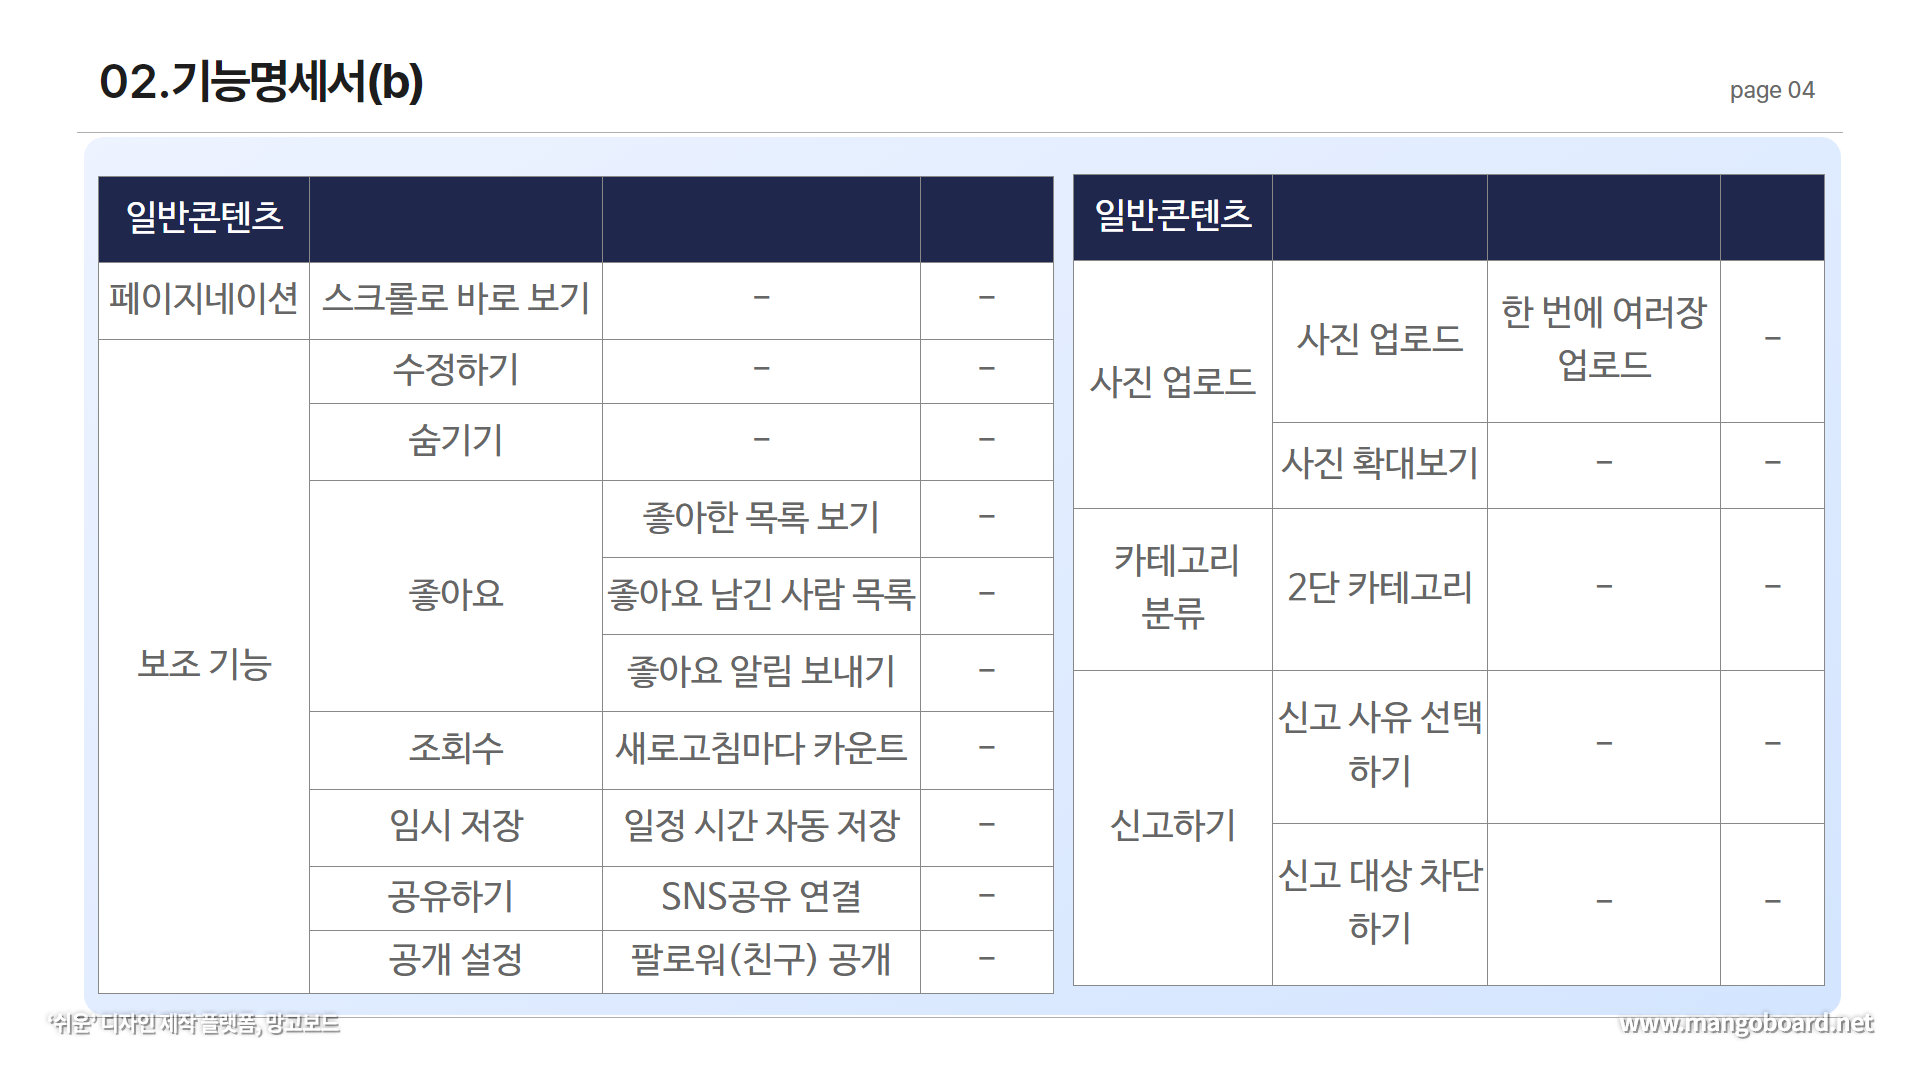 02.기능명세서(b)
page 04
일반콘텐츠
페이지네이션 스크롤로 바로 보기 – –
보조 기능
수정하기 – –
숨기기 – –
좋아요
좋아한 목록 보기 –
좋아요 남긴 사람 목록 –
좋아요 알림 보내기 –
조회수 새로고침마다 카운트 –
임시 저장 일정 시간 자동 저장 –
공유하기 SNS공유 연결 –
공개 설정 팔로워(친구) 공개 –
일반콘텐츠
사진 업로드
사진 업로드
한 번에 여러장
업로드
–
사진 확대보기 – –
카테고리
분류
2단 카테고리 – –
신고하기
신고 사유 선택
하기
– –
신고 대상 차단
하기
– –
‘쉬운’ 디자인 제작 플랫폼, 망고보드
www.mangoboard.net